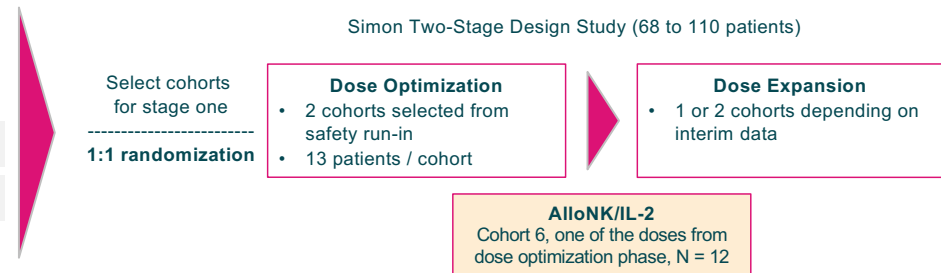 Simon Two-Stage Design Study (68 to 110 patients)
Select cohorts
for stage one
--------------------------
1:1 randomization
Dose Optimization
• 2 cohorts selected from
safety run-in
• 13 patients / cohort
Dose Expansion
• 1 or 2 cohorts depending on
interim data
AlloNK/IL-2
Cohort 6, one of the doses from
dose optimization phase, N = 12